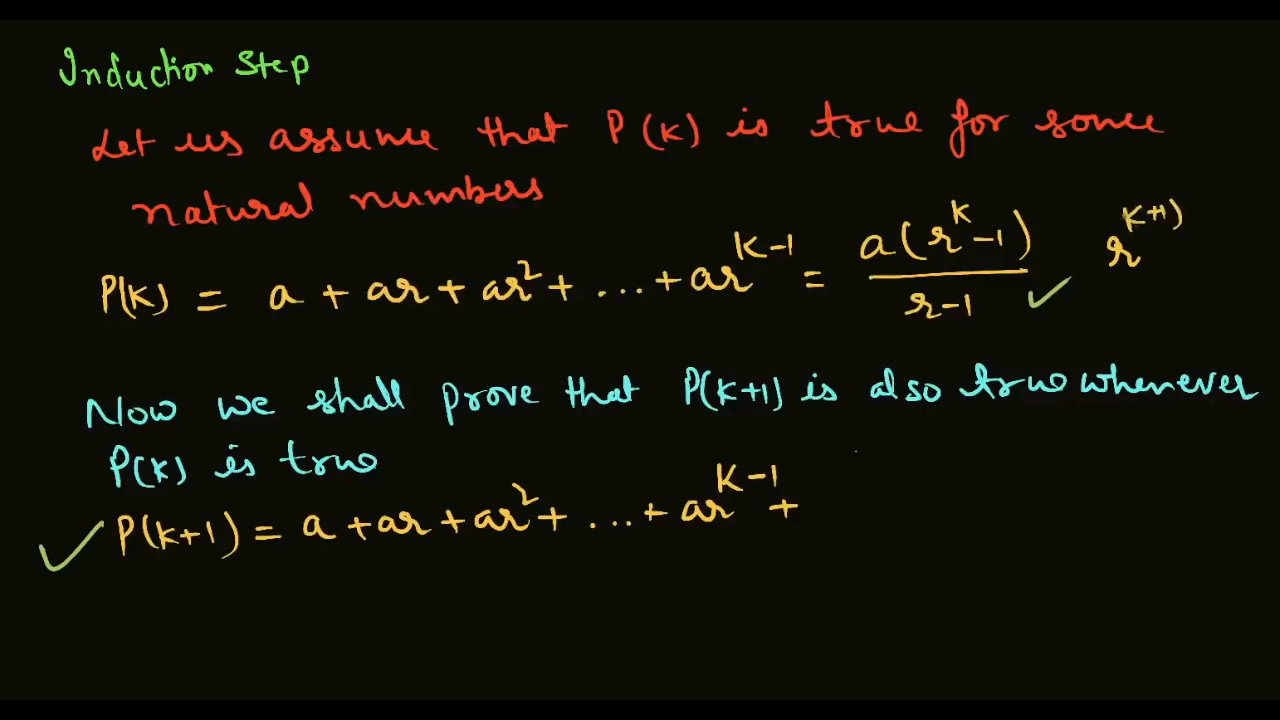 Induction Step
Let us assume that P(k) is true for some
natural numbers
P(k) = a + ar + ar² + ... + ar^(k-1) = a(r^k - 1) / (r-1) ✓ r^(k+1)
Now we shall prove that P(k+1) is also true whenever
P(k) is true
✓ P(k+1) = a + ar + ar² + ... + ar^(k-1) +